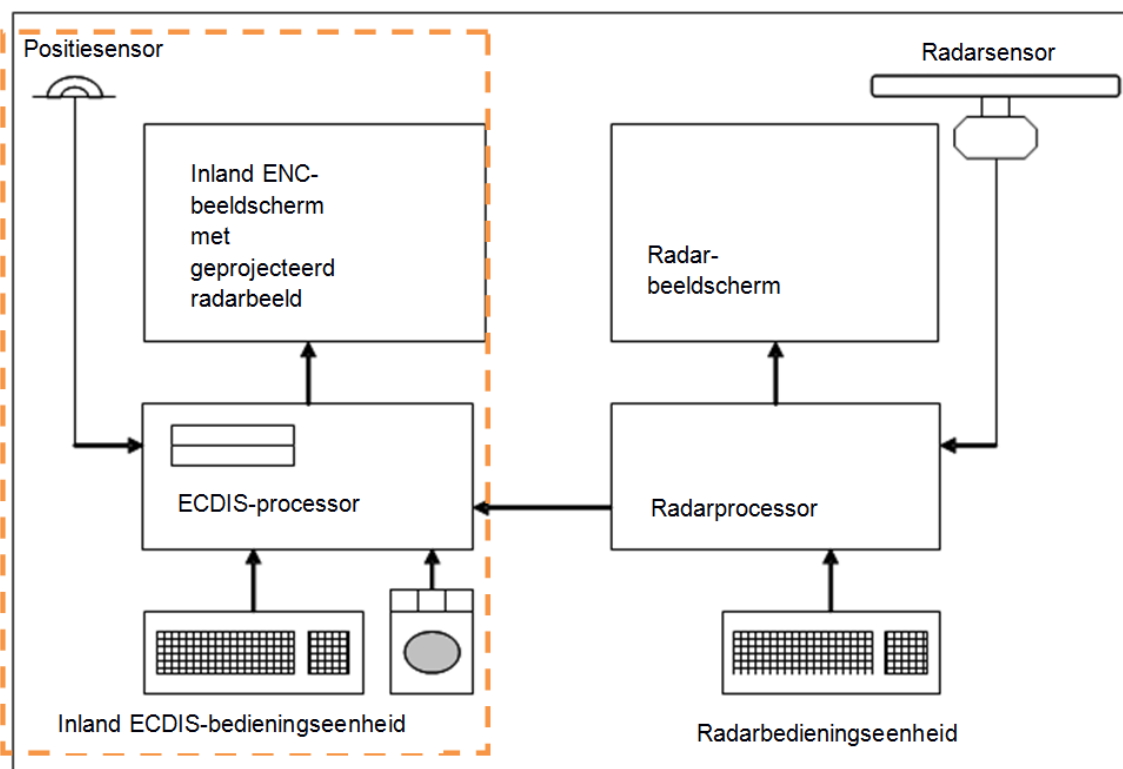 Positiesensor
Radarsensor
Inland ENC-
beeldscherm
met
geprojecteerd
radarbeeld
Radar-
beeldscherm
ECDIS-processor
Radarprocessor
Inland ECDIS-bedieningseenheid
Radarbedieningseenheid